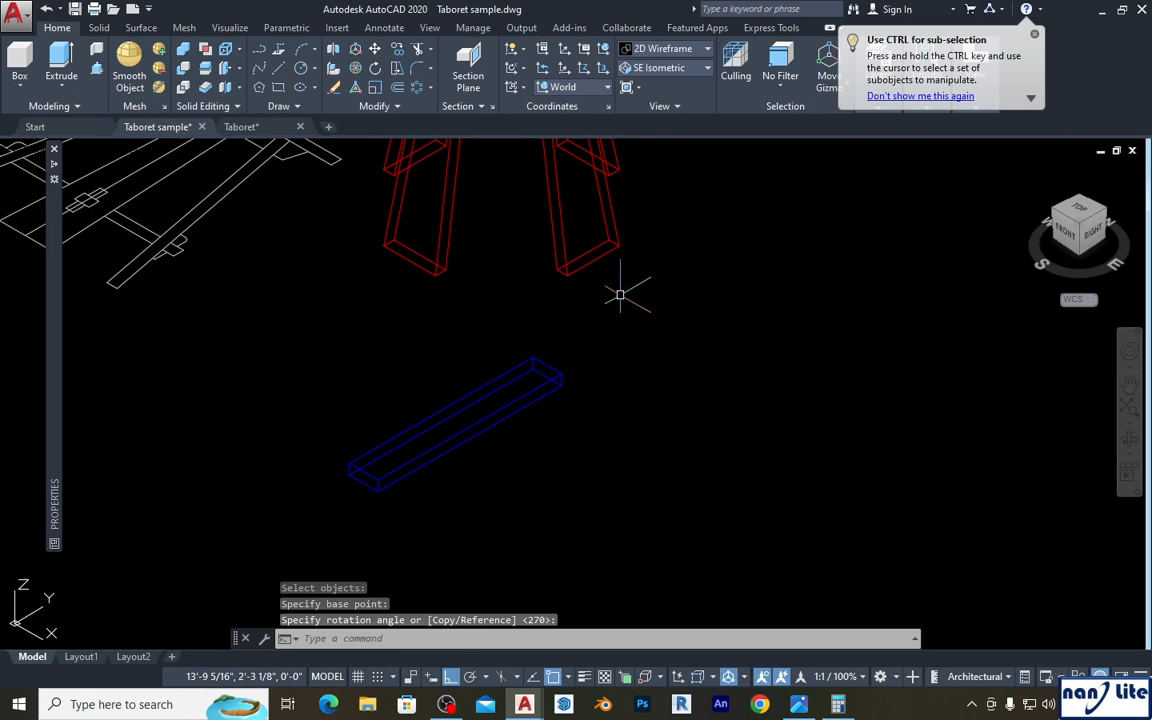 Autodesk AutoCAD 2020 Taboret sample.dwg
Type a keyword or phrase
Sign In
Home Solid Surface Mesh Visualize Parametric Insert Annotate View Manage Output Add-ins Collaborate Featured Apps Express Tools
Box
Extrude
Smooth Object
Section Plane
2D Wireframe
SE Isometric
World
Culling
No Filter
Move Gizmo
Modeling
Mesh
Solid Editing
Draw
Modify
Section
Coordinates
View
Selection
Use CTRL for sub-selection
Press and hold the CTRL key and use
the cursor to select a set of
subobjects to manipulate.
Don't show me this again
Start
Taboret sample*
Taboret*
TOP
FRONT
RIGHT
W
S
E
WCS
PROPERTIES
Z
Y
X
Select objects:
Specify base point:
Specify rotation angle or [Copy/Reference] <270>:
Type a command
Model Layout1 Layout2
13'-9 5/16", 2'-3 1/8", 0'-0"
MODEL
1:1 / 100%
Architectural
Type here to search
nan lite